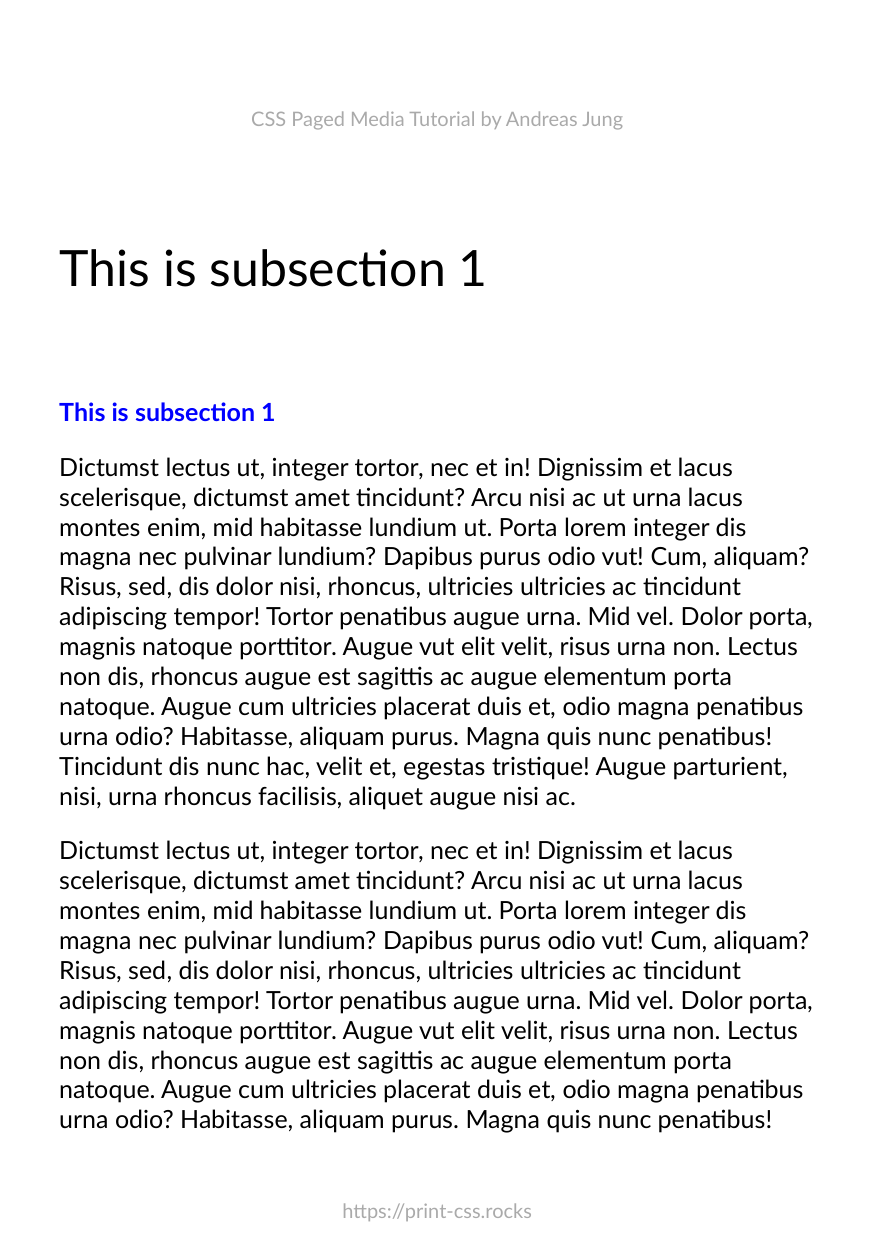 CSS Paged Media Tutorial by Andreas Jung
This is subsection 1
This is subsection 1
Dictumst lectus ut, integer tortor, nec et in! Dignissim et lacus
scelerisque, dictumst amet tincidunt? Arcu nisi ac ut urna lacus
montes enim, mid habitasse lundium ut. Porta lorem integer dis
magna nec pulvinar lundium? Dapibus purus odio vut! Cum, aliquam?
Risus, sed, dis dolor nisi, rhoncus, ultricies ultricies ac tincidunt
adipiscing tempor! Tortor penatibus augue urna. Mid vel. Dolor porta,
magnis natoque porttitor. Augue vut elit velit, risus urna non. Lectus
non dis, rhoncus augue est sagittis ac augue elementum porta
natoque. Augue cum ultricies placerat duis et, odio magna penatibus
urna odio? Habitasse, aliquam purus. Magna quis nunc penatibus!
Tincidunt dis nunc hac, velit et, egestas tristique! Augue parturient,
nisi, urna rhoncus facilisis, aliquet augue nisi ac.
Dictumst lectus ut, integer tortor, nec et in! Dignissim et lacus
scelerisque, dictumst amet tincidunt? Arcu nisi ac ut urna lacus
montes enim, mid habitasse lundium ut. Porta lorem integer dis
magna nec pulvinar lundium? Dapibus purus odio vut! Cum, aliquam?
Risus, sed, dis dolor nisi, rhoncus, ultricies ultricies ac tincidunt
adipiscing tempor! Tortor penatibus augue urna. Mid vel. Dolor porta,
magnis natoque porttitor. Augue vut elit velit, risus urna non. Lectus
non dis, rhoncus augue est sagittis ac augue elementum porta
natoque. Augue cum ultricies placerat duis et, odio magna penatibus
urna odio? Habitasse, aliquam purus. Magna quis nunc penatibus!
https://print-css.rocks